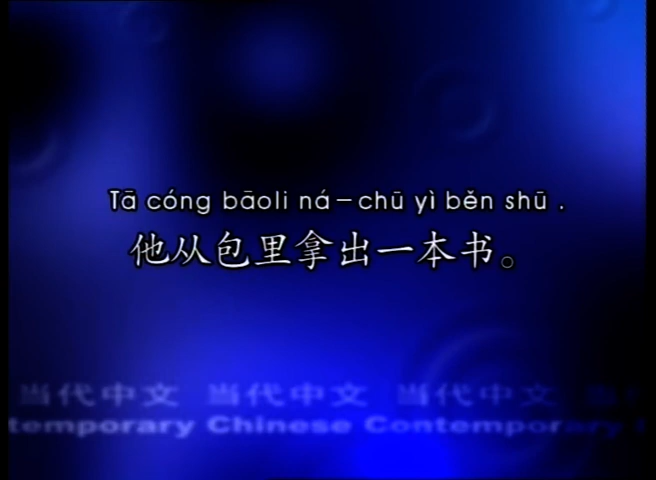 Tā cóng bāoli ná－chū yì běn shū .
他从包里拿出一本书。
当代中文 当代中文 当代中文
temporary Chinese Contemporary